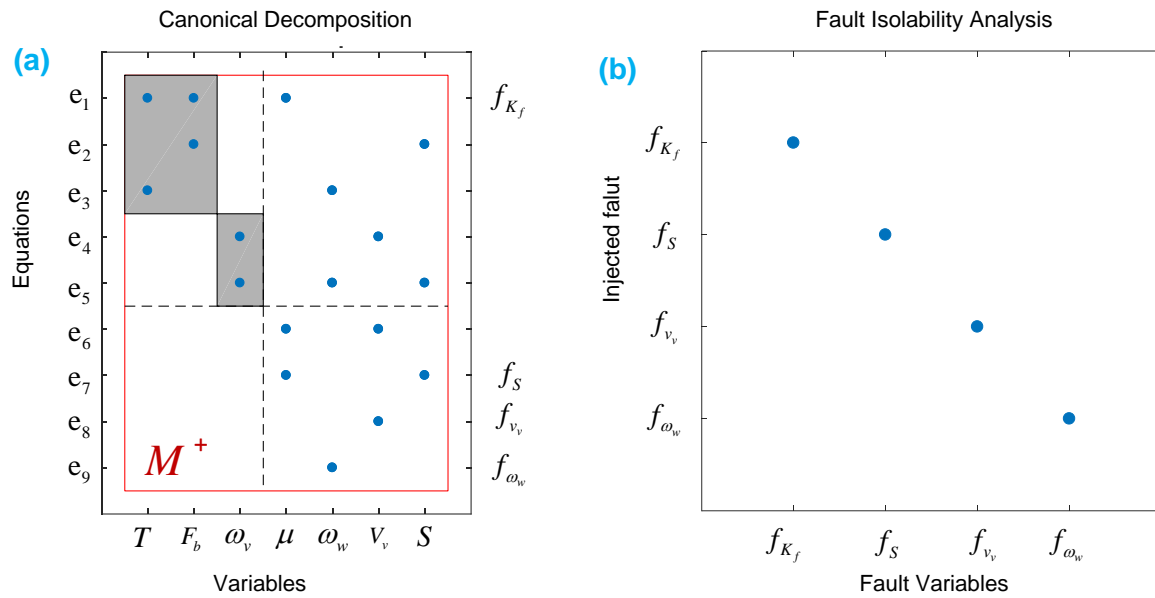 Canonical Decomposition
(a)
Equations
e₁
e₂
e₃
e₄
e₅
e₆
e₇
e₈
e₉
f_{K_f}
f_S
f_{v_v}
f_{ω_w}
M⁺
T F_b ω_v μ ω_w V_v S
Variables
Fault Isolability Analysis
(b)
Injected falut
f_{K_f}
f_S
f_{v_v}
f_{ω_w}
f_{K_f} f_S f_{v_v} f_{ω_w}
Fault Variables